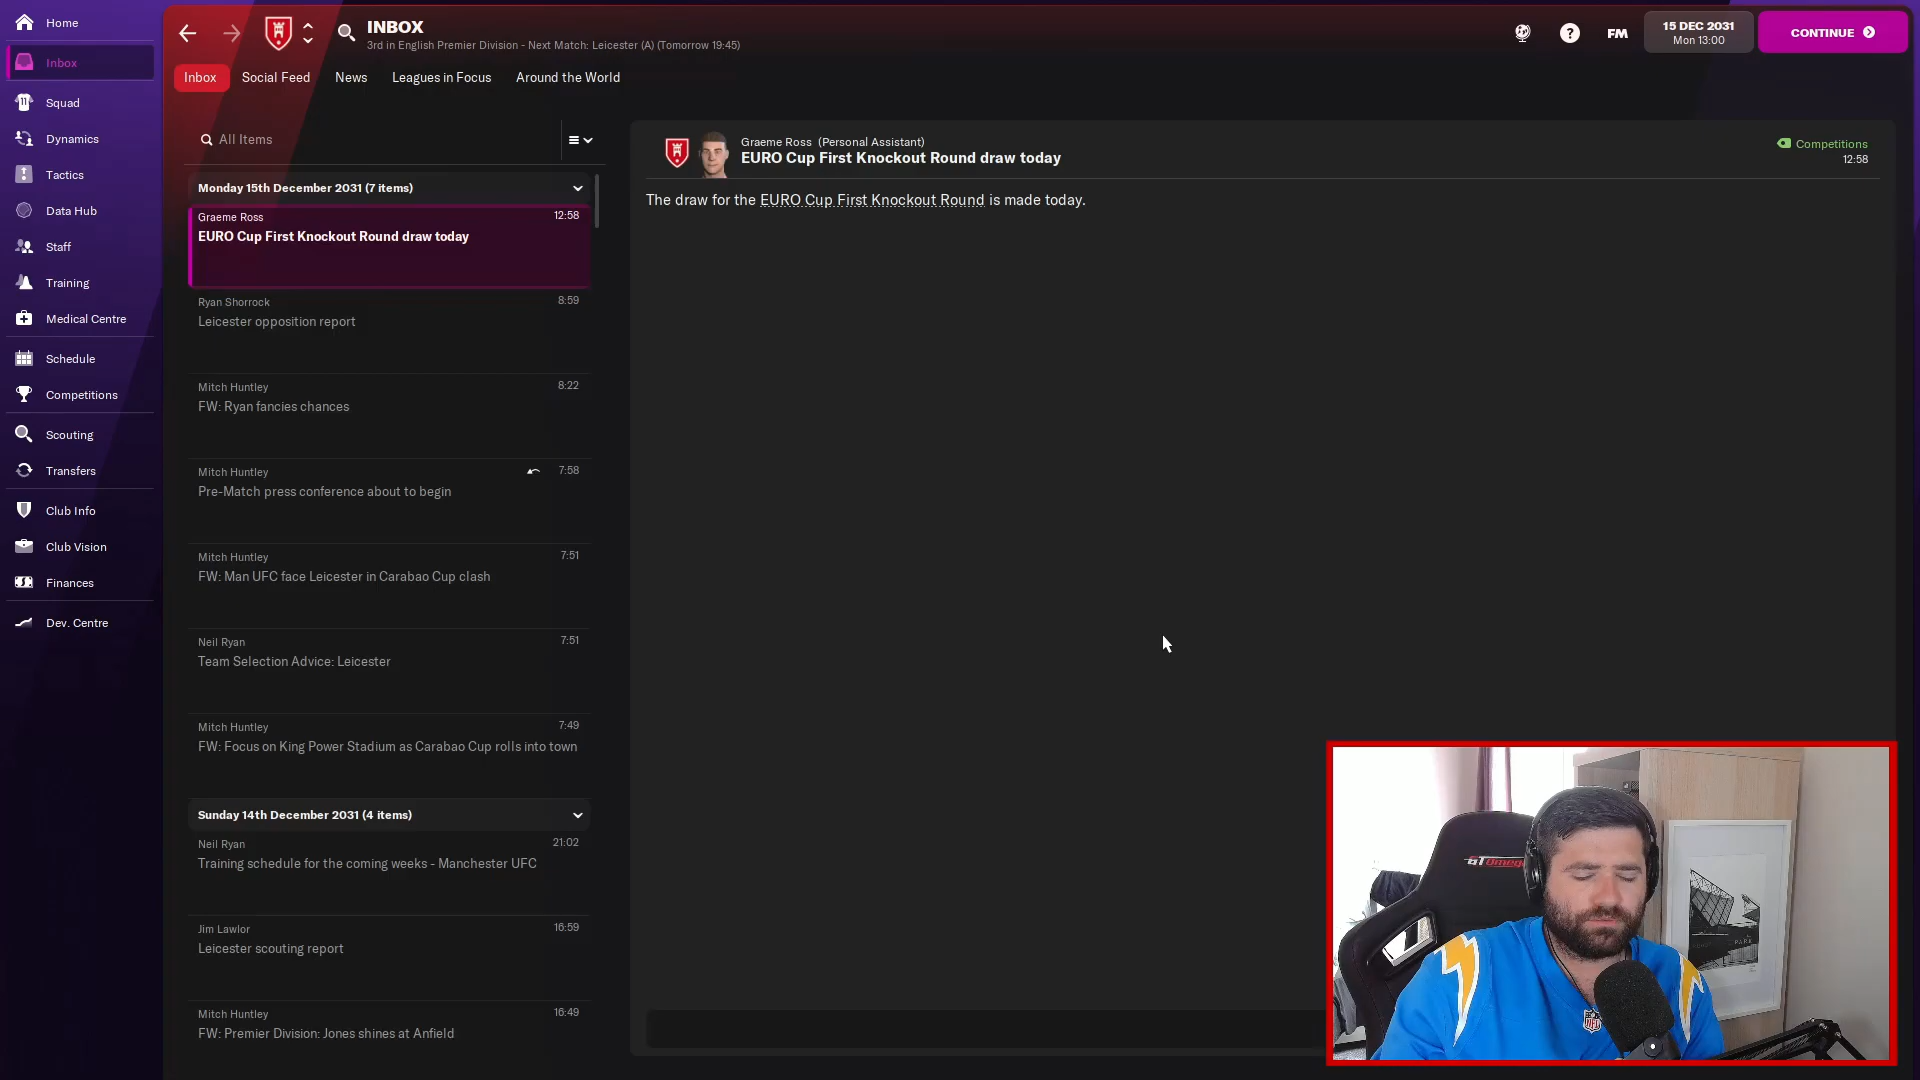 Home
Inbox
Squad
Dynamics
Tactics
Data Hub
Staff
Training
Medical Centre
Schedule
Competitions
Scouting
Transfers
Club Info
Club Vision
Finances
Dev. Centre
INBOX
3rd in English Premier Division - Next Match: Leicester (A) (Tomorrow 19:45)
FM
15 DEC 2031
Mon 13:00
CONTINUE
Inbox Social Feed News Leagues in Focus Around the World
All Items
Monday 15th December 2031 (7 items)
Graeme Ross 12:58
EURO Cup First Knockout Round draw today
Ryan Shorrock 8:59
Leicester opposition report
Mitch Huntley 8:22
FW: Ryan fancies chances
Mitch Huntley 7:58
Pre-Match press conference about to begin
Mitch Huntley 7:51
FW: Man UFC face Leicester in Carabao Cup clash
Neil Ryan 7:51
Team Selection Advice: Leicester
Mitch Huntley 7:49
FW: Focus on King Power Stadium as Carabao Cup rolls into town
Sunday 14th December 2031 (4 items)
Neil Ryan 21:02
Training schedule for the coming weeks - Manchester UFC
Jim Lawlor 16:59
Leicester scouting report
Mitch Huntley 16:49
FW: Premier Division: Jones shines at Anfield
Graeme Ross (Personal Assistant)
EURO Cup First Knockout Round draw today
Competitions
12:58
The draw for the EURO Cup First Knockout Round is made today.
GT Omega
PARK
NFL